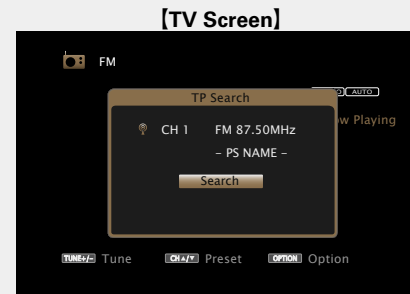 【TV Screen】
FM
AUTO
TP Search
ow Playing
CH 1 FM 87.50MHz
– PS NAME –
Search
TUNE+/– Tune CH ▲/▼ Preset OPTION Option